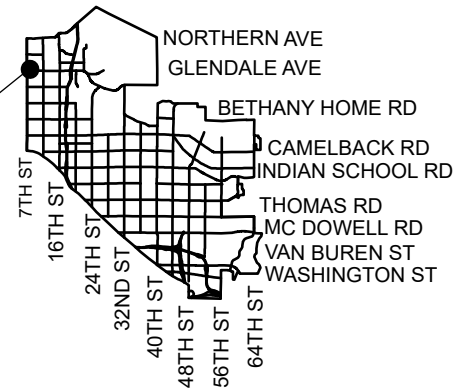 NORTHERN AVE
GLENDALE AVE
BETHANY HOME RD
CAMELBACK RD
INDIAN SCHOOL RD
THOMAS RD
MC DOWELL RD
VAN BUREN ST
WASHINGTON ST
7TH ST
16TH ST
24TH ST
32ND ST
40TH ST
48TH ST
56TH ST
64TH ST